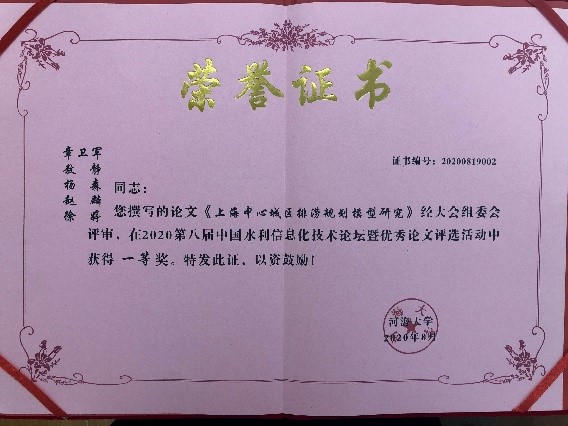 荣誉证书
证书编号：20200819002
章卫军
敖 静
杨 森
赵 麟
徐
同志：
您撰写的论文《上海中心城区排涝规划模型研究》经大会组委会
评审，在2020第八届中国水利信息化技术论坛暨优秀论文评选活动中
获得 一等奖。特发此证，以资鼓励！
河海大学
2020年8月